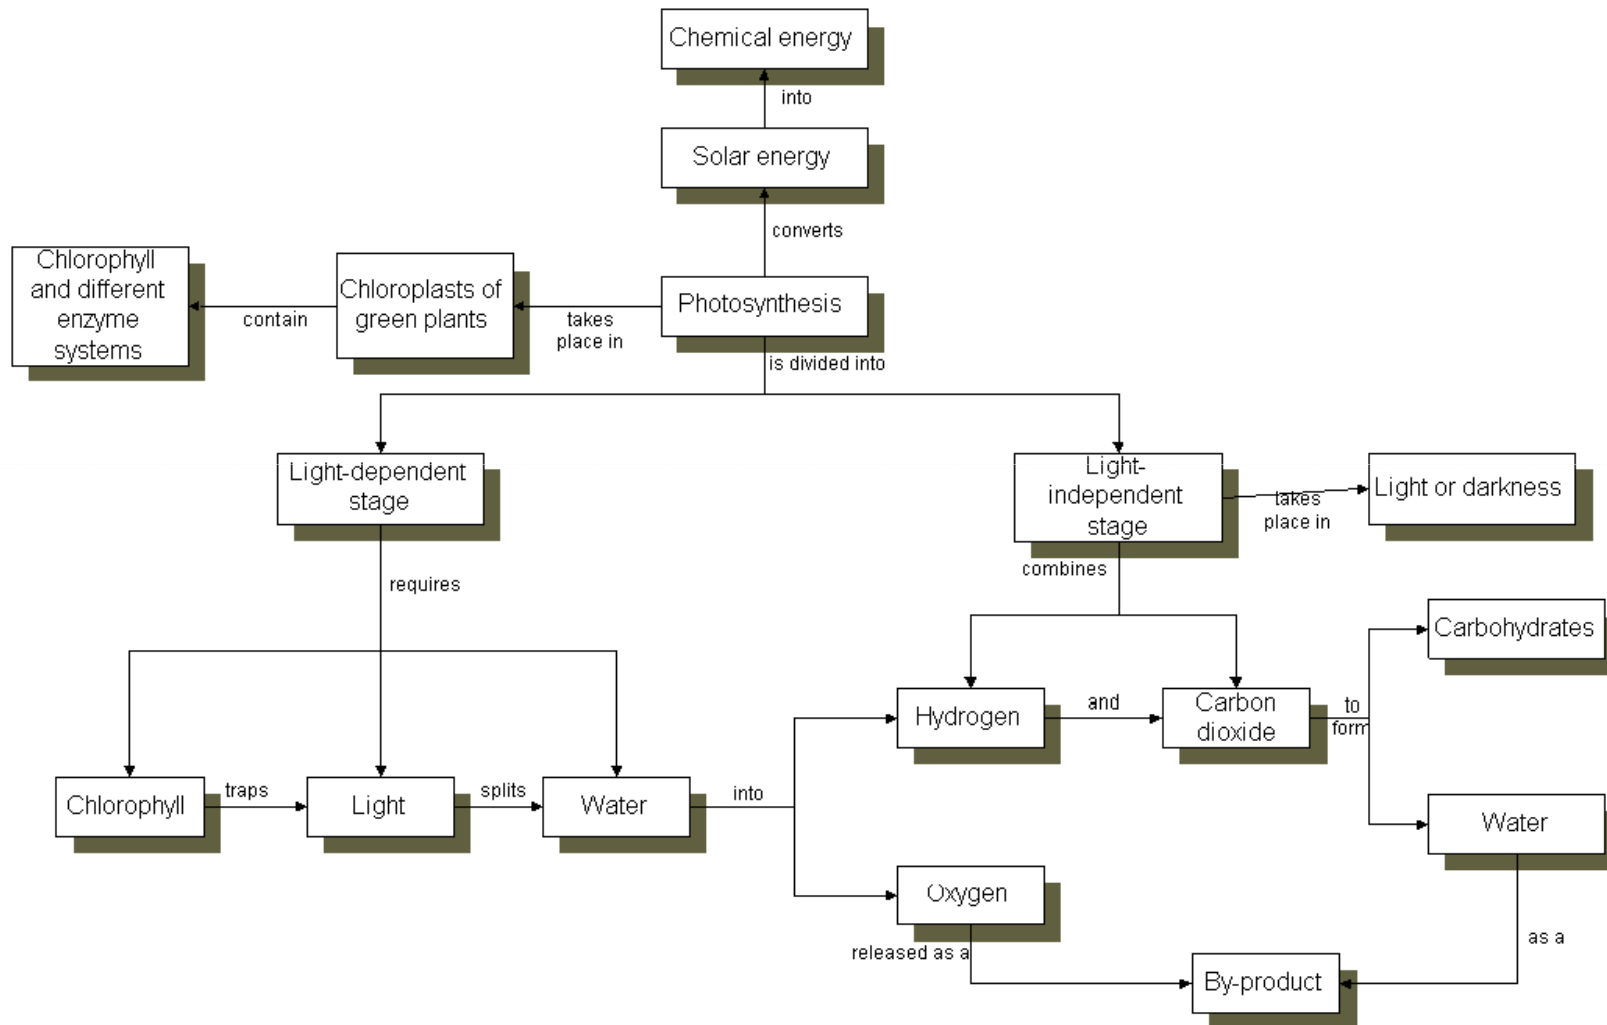 Chemical energy
into
Solar energy
converts
Chlorophyll
and different
enzyme
systems
contain
Chloroplasts of
green plants
takes
place in
Photosynthesis
is divided into
Light-dependent
stage
Light-
independent
stage
takes
place in
Light or darkness
requires
combines
Carbohydrates
Hydrogen
and
Carbon
dioxide
to
form
Chlorophyll
traps
Light
splits
Water
into
Water
Oxygen
released as a
as a
By-product